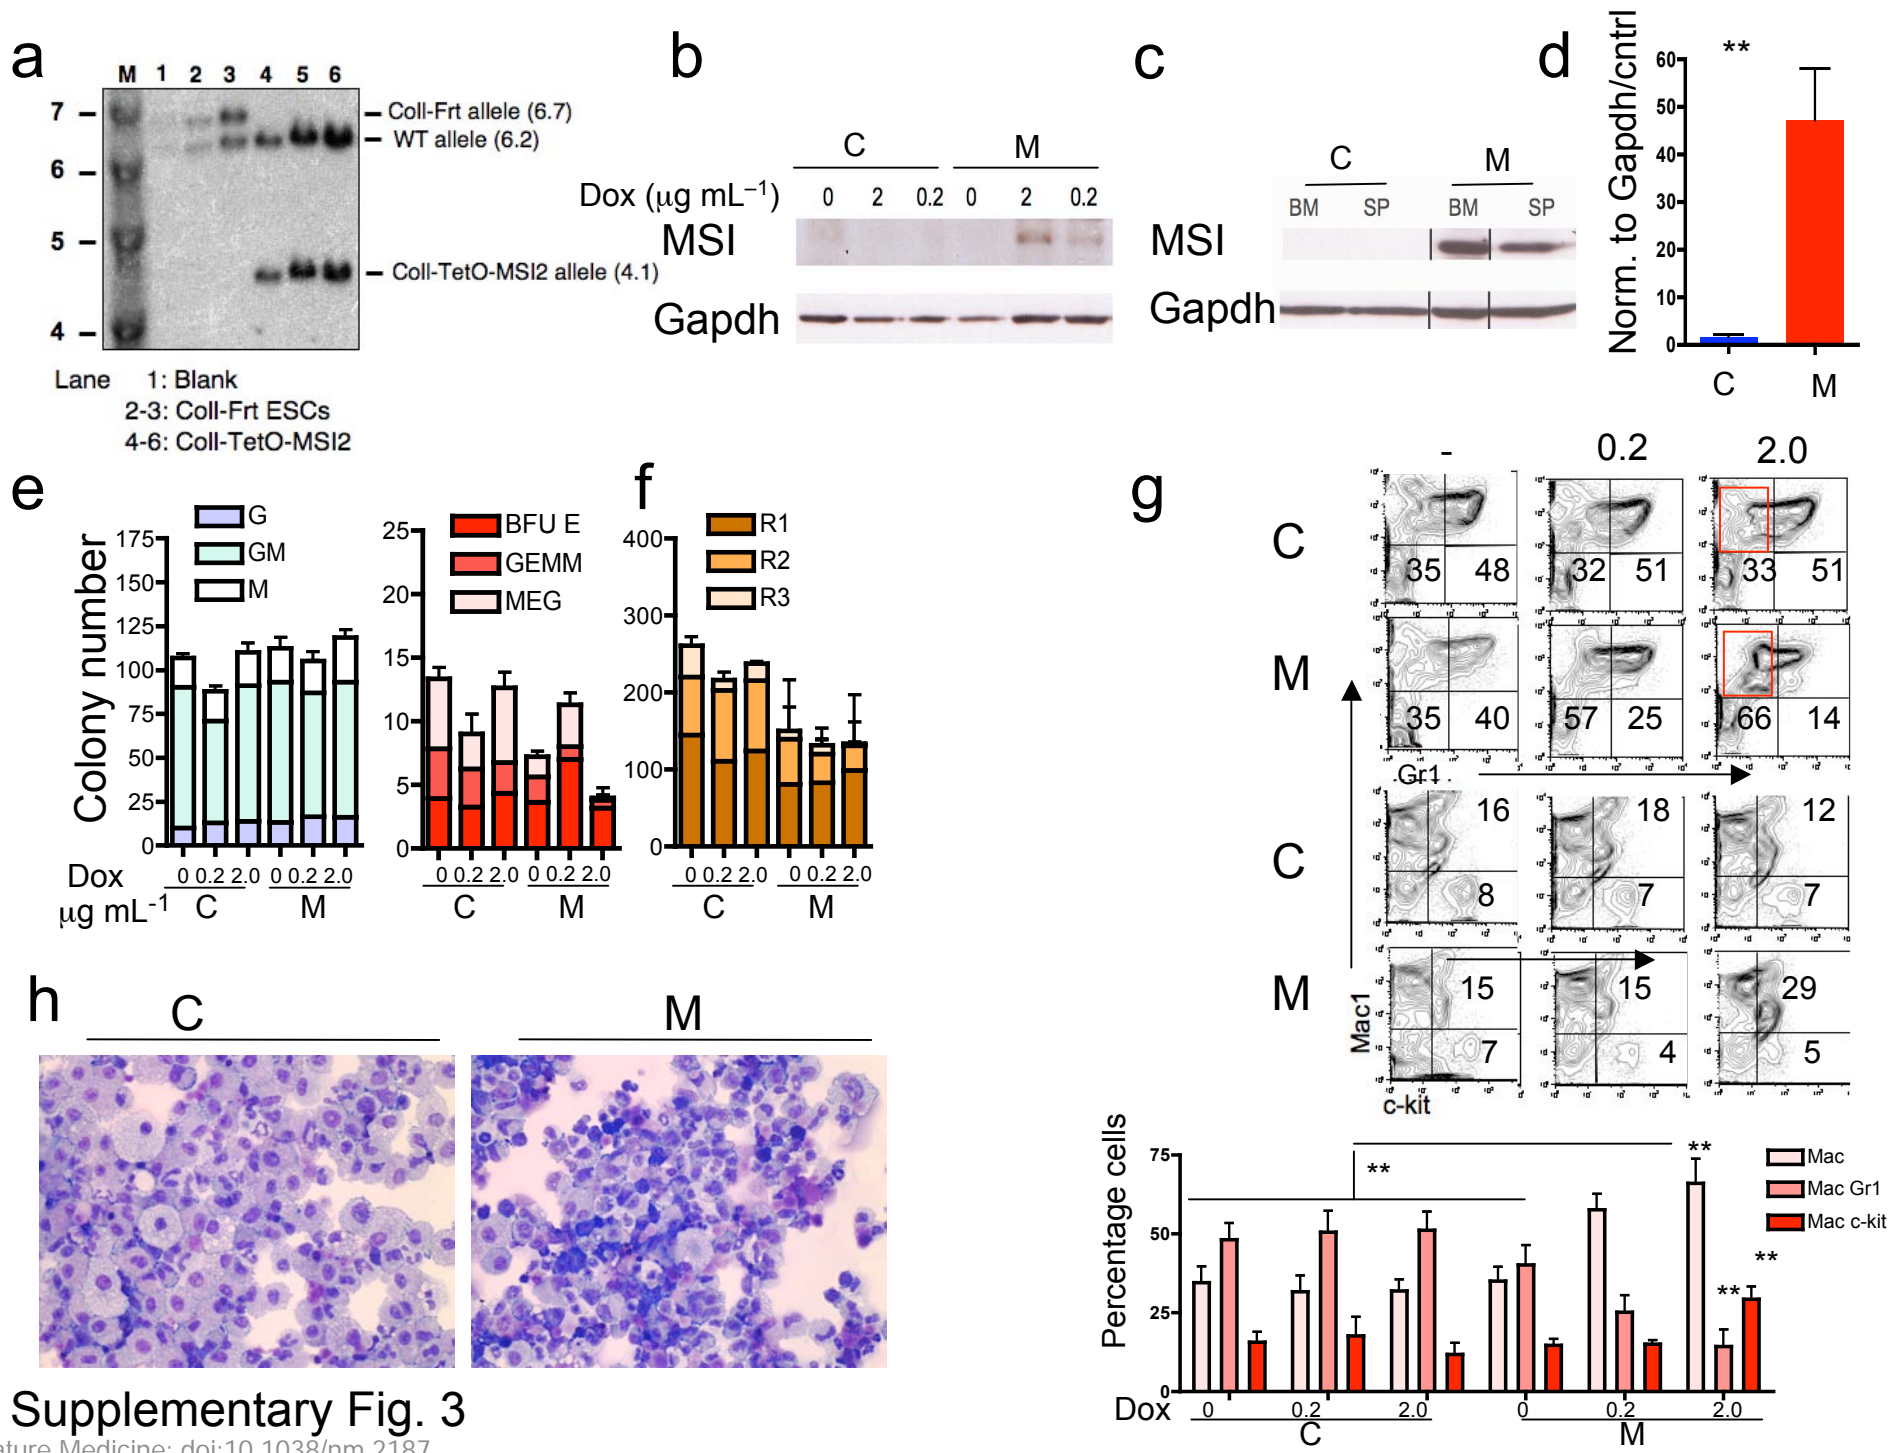 a
M 1 2 3 4 5 6
7
6
5
4
Coll-Frt allele (6.7)
WT allele (6.2)
Coll-TetO-MSI2 allele (4.1)
Lane 1: Blank
2-3: Coll-Frt ESCs
4-6: Coll-TetO-MSI2
b
C M
Dox (μg mL⁻¹) 0 2 0.2 0 2 0.2
MSI
Gapdh
c
C M
BM SP BM SP
MSI
Gapdh
d
Norm. to Gapdh/cntrl
60
50
40
30
20
10
0
**
C M
e
G
GM
M
Colony number
175
150
125
100
75
50
25
0
Dox 0 0.2 2.0 0 0.2 2.0
μg mL⁻¹ C M
BFU E
GEMM
MEG
25
20
15
10
5
0
0 0.2 2.0 0 0.2 2.0
C M
f
R1
R2
R3
400
300
200
100
0
0 0.2 2.0 0 0.2 2.0
C M
g
- 0.2 2.0
C
35 48 32 51 33 51
M
35 40 57 25 66 14
Gr1
C
16 18 12
8 7 7
M
15 15 29
7 4 5
Mac1
c-kit
Percentage cells
75
50
25
0
**
**
**
**
Mac
Mac Gr1
Mac c-kit
Dox 0 0.2 2.0 0 0.2 2.0
C M
h
C M
Supplementary Fig. 3
ature Medicine: doi:10.1038/nm.2187